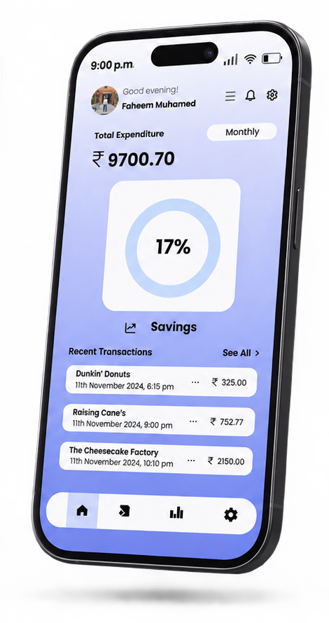 9:00 p.m.
Good evening!
Faheem Muhamed
Total Expenditure
Monthly
₹ 9700.70
17%
Savings
Recent Transactions
See All >
Dunkin' Donuts
11th November 2024, 6:15 pm ... ₹ 325.00
Raising Cane's
11th November 2024, 9:00 pm ... ₹ 752.77
The Cheesecake Factory
11th November 2024, 10:10 pm ... ₹ 2150.00